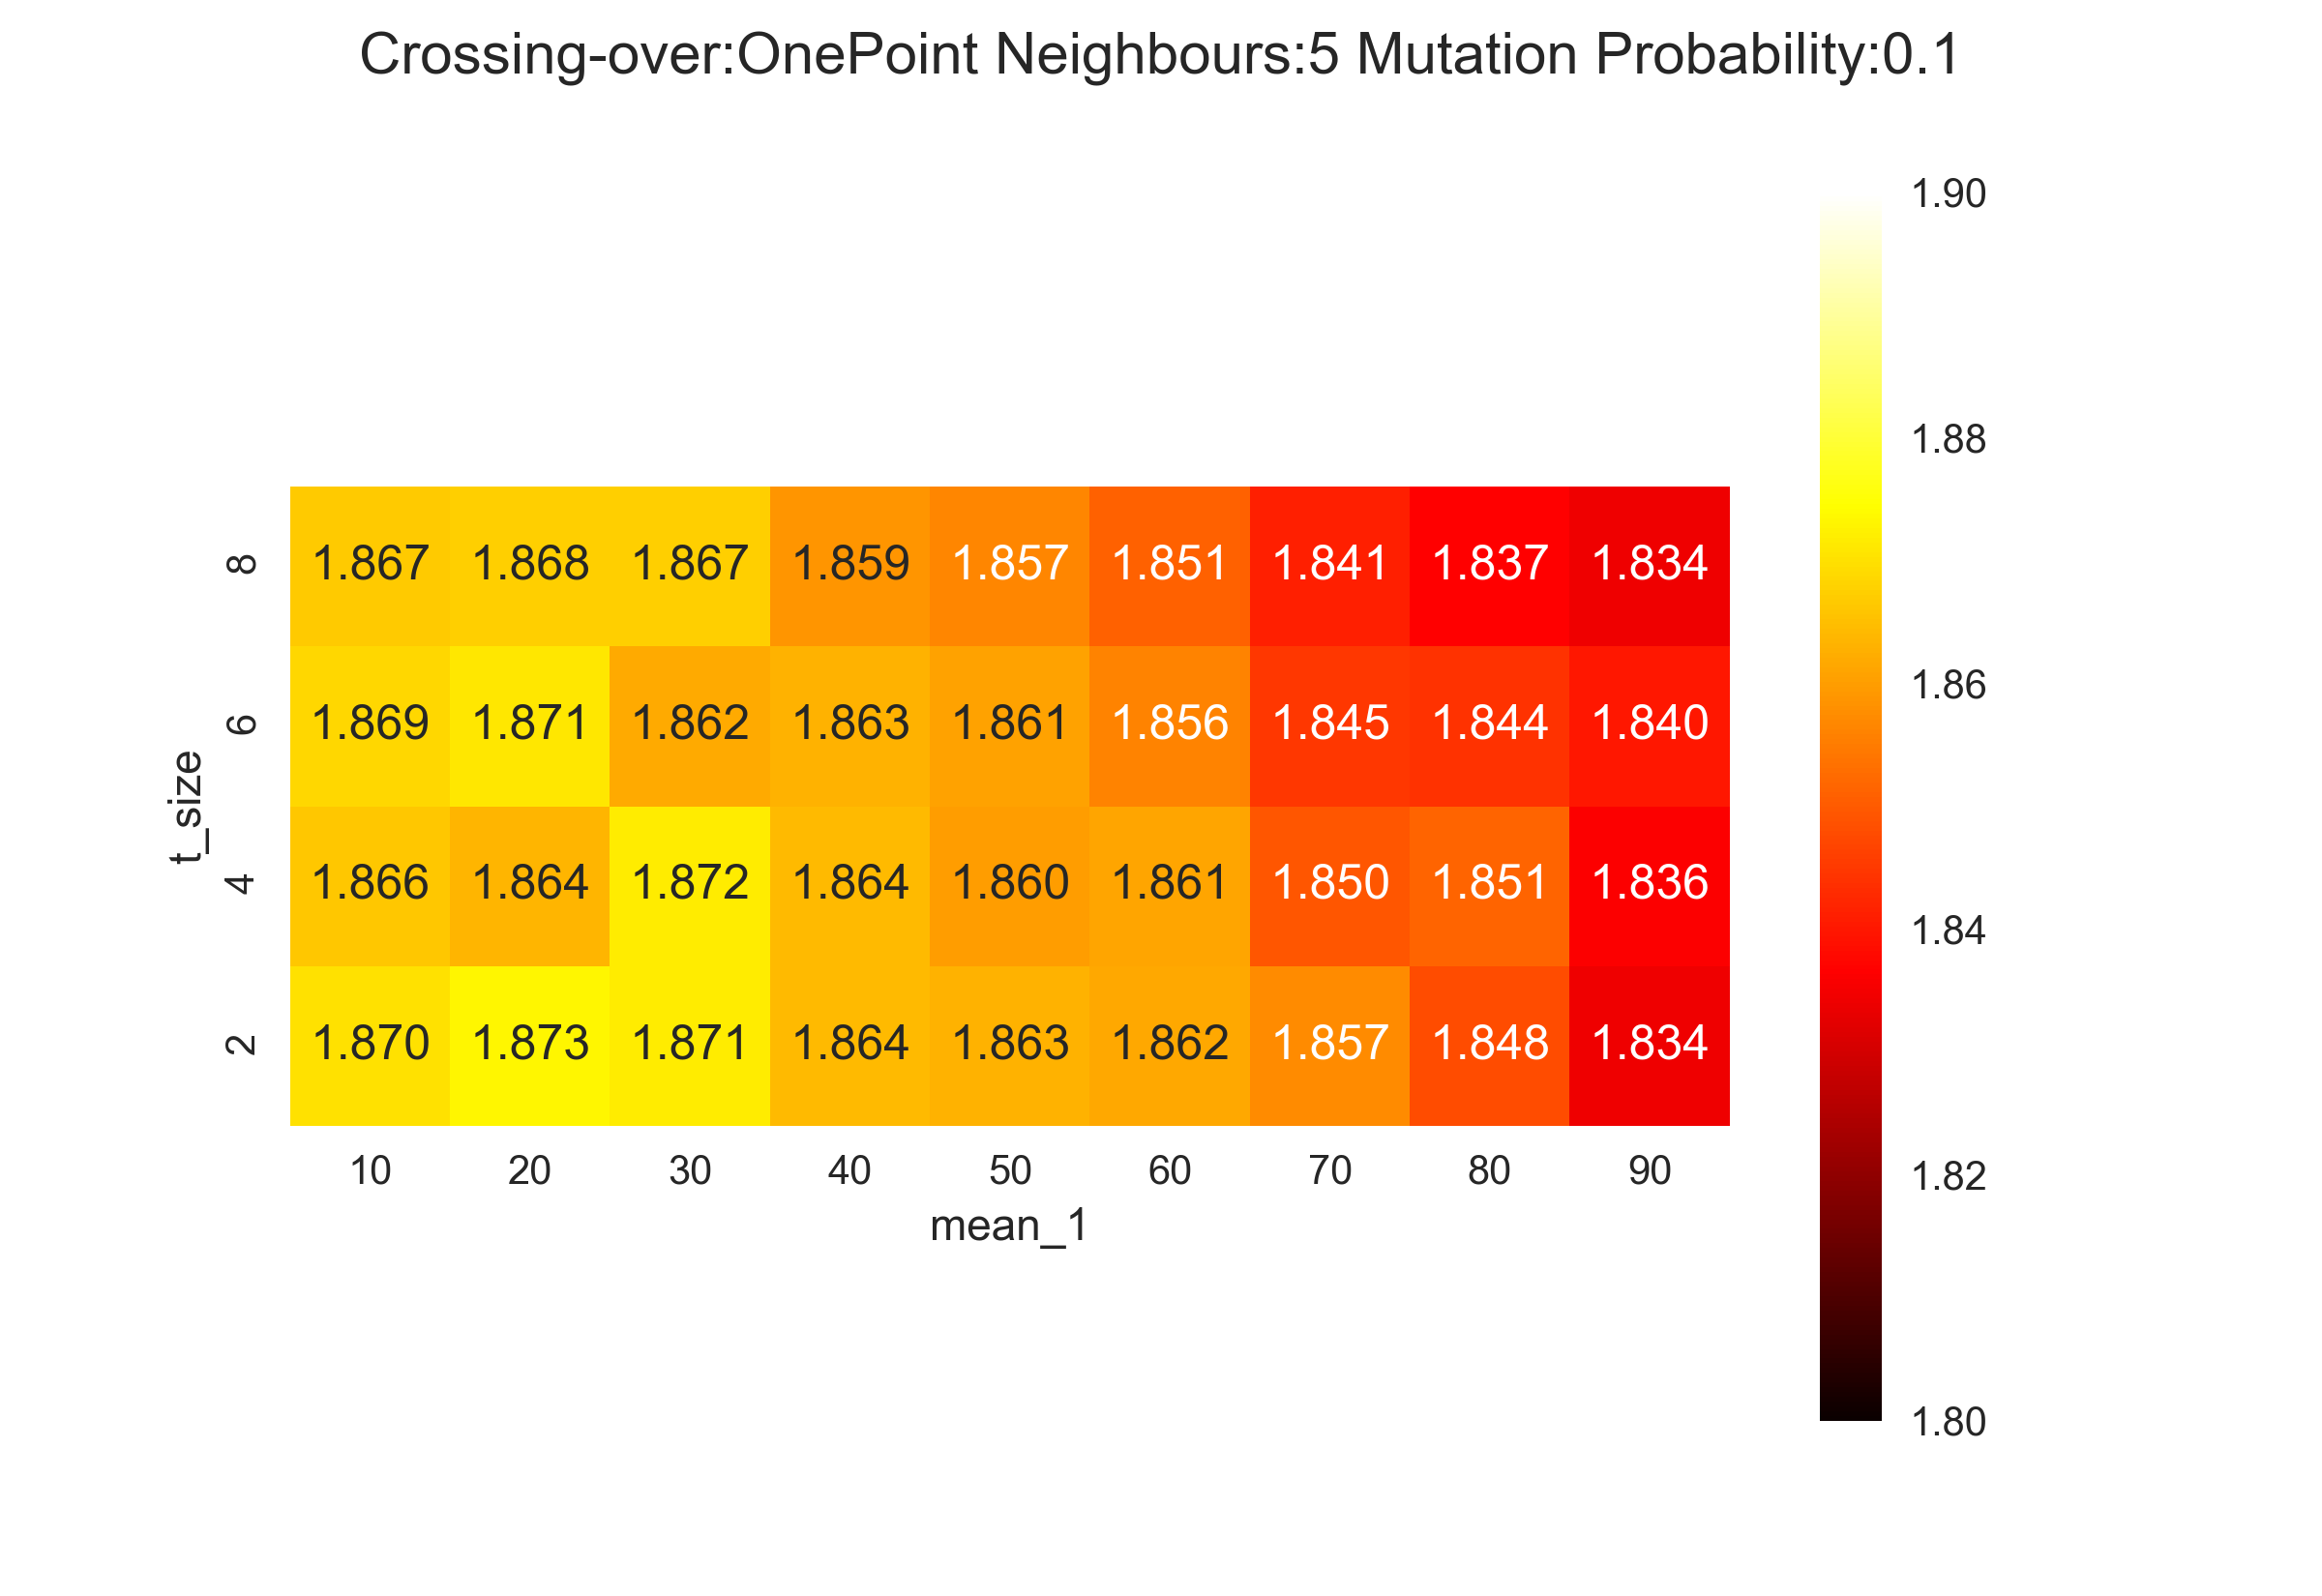 Crossing-over:OnePoint Neighbours:5 Mutation Probability:0.1
t_size
8
1.867 1.868 1.867 1.859 1.857 1.851 1.841 1.837 1.834
6
1.869 1.871 1.862 1.863 1.861 1.856 1.845 1.844 1.840
4
1.866 1.864 1.872 1.864 1.860 1.861 1.850 1.851 1.836
2
1.870 1.873 1.871 1.864 1.863 1.862 1.857 1.848 1.834
10 20 30 40 50 60 70 80 90
mean_1
1.90
1.88
1.86
1.84
1.82
1.80